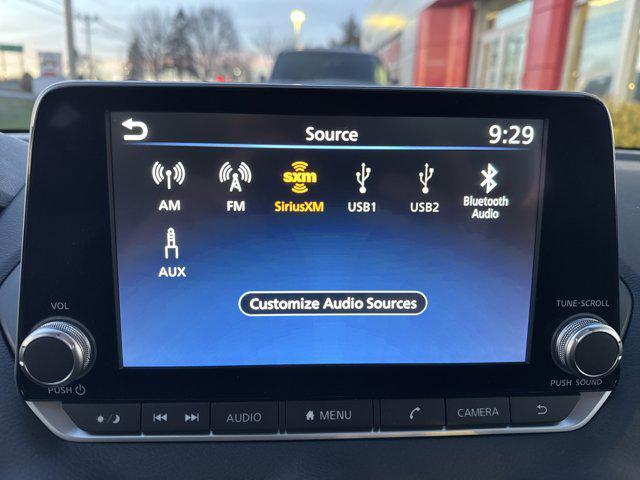 Source
9:29
sxm
AM
FM
SiriusXM
USB1
USB2
Bluetooth
Audio
AUX
Customize Audio Sources
VOL
PUSH
TUNE·SCROLL
PUSH SOUND
AUDIO
MENU
CAMERA